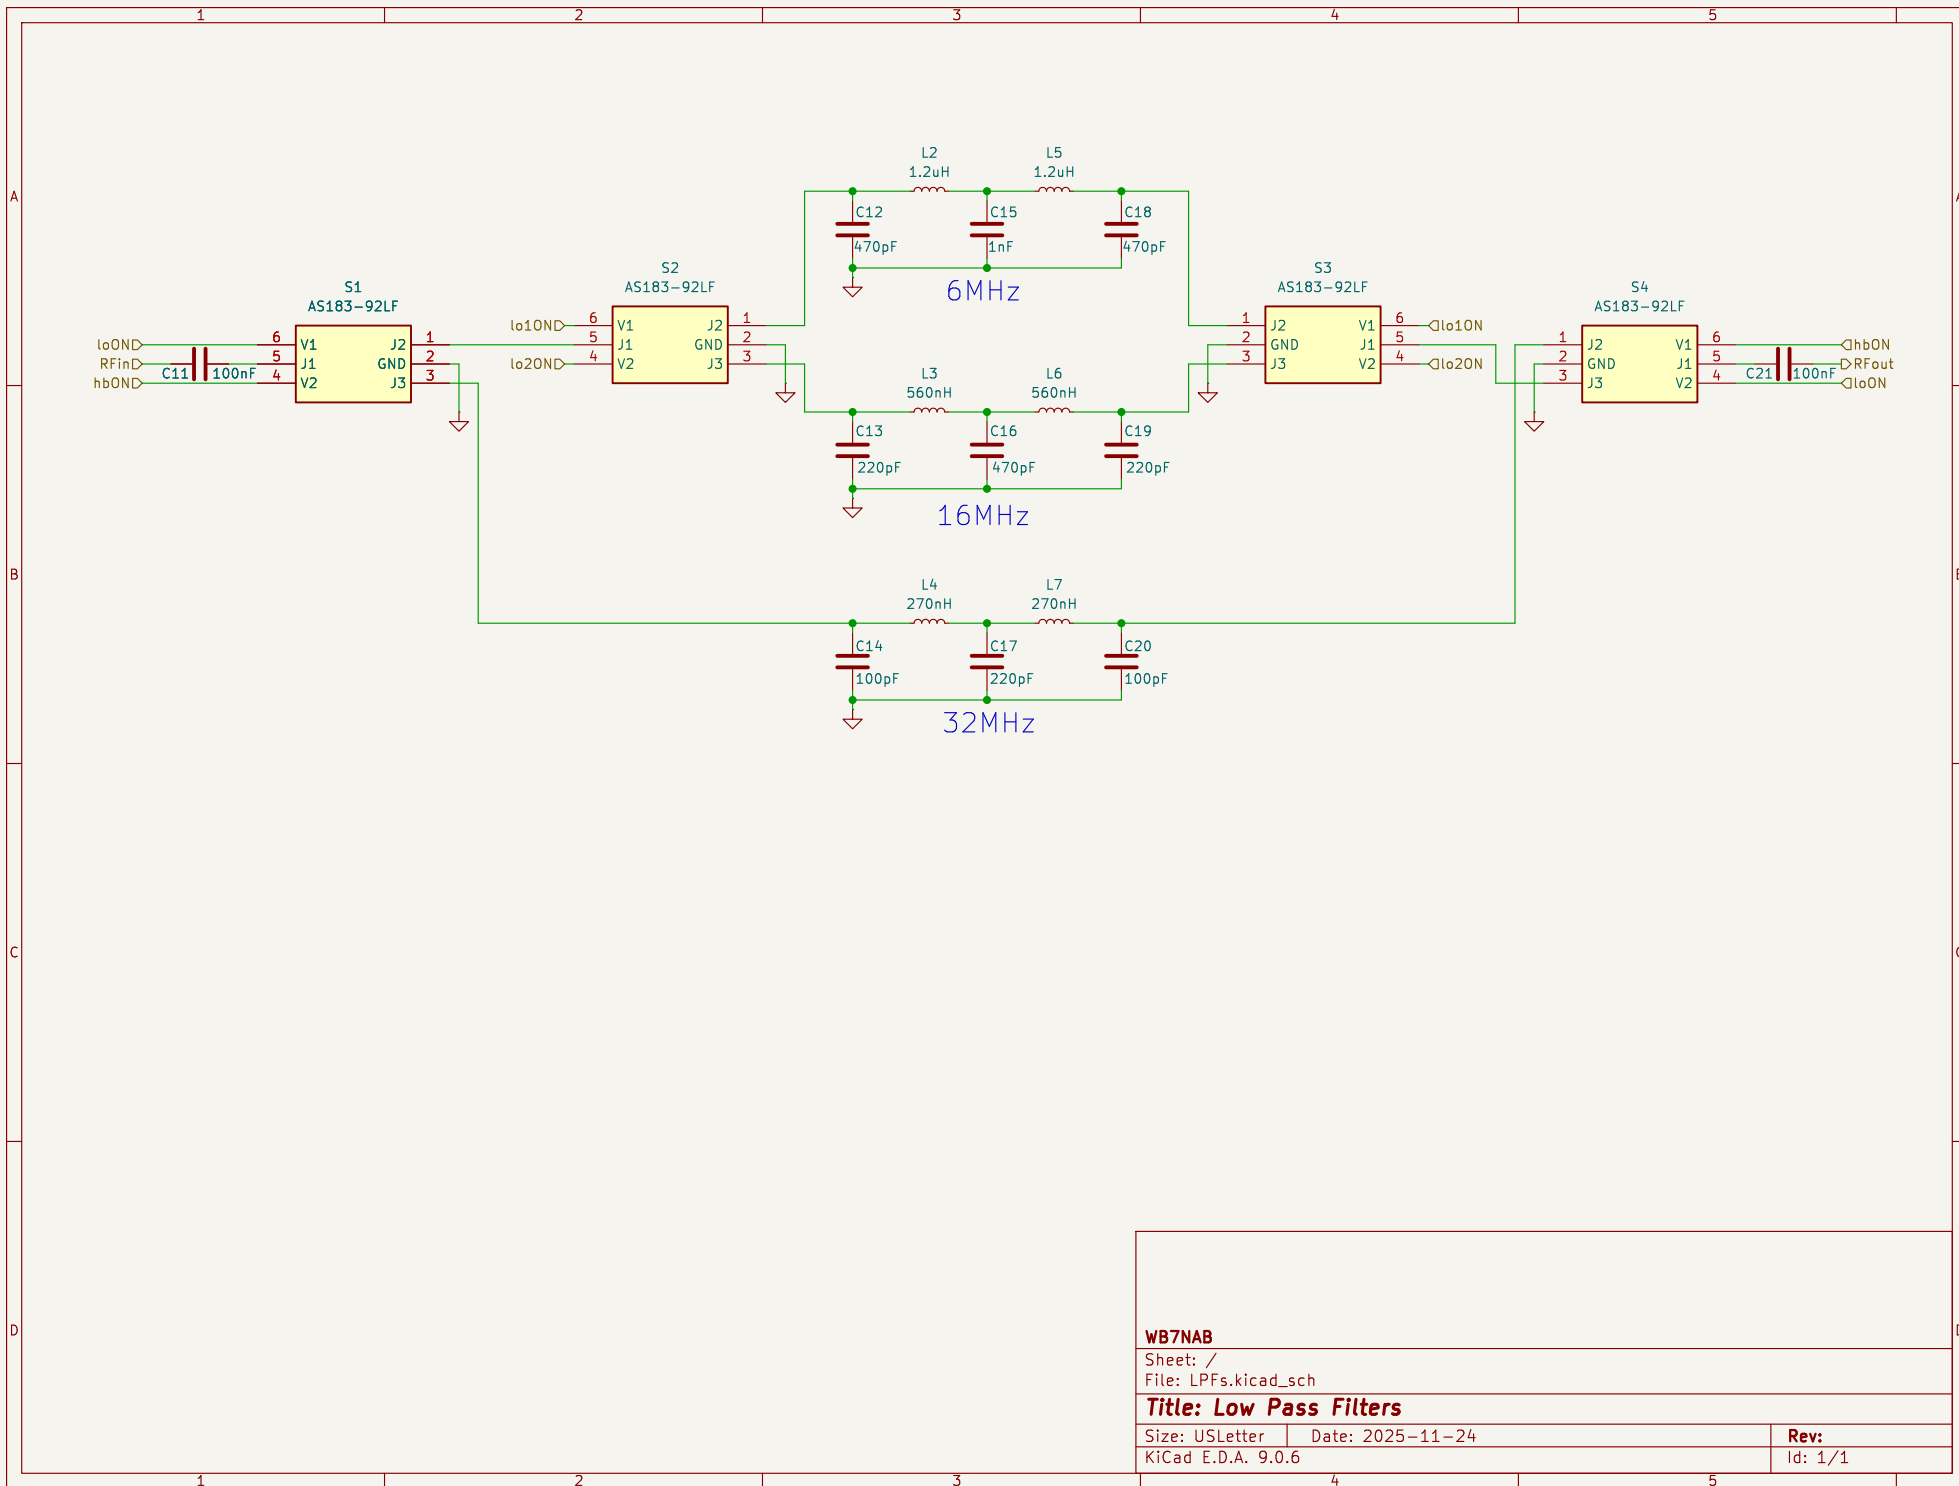 1 2 3 4 5
A
B
C
D
L2
1.2uH
L5
1.2uH
C12
470pF
C15
1nF
C18
470pF
6MHz
S1
AS183-92LF
loON
RFin
hbON
C11 100nF
6 V1
5 J1
4 V2
J2 1
GND 2
J3 3
S2
AS183-92LF
lo1ON
lo2ON
6 V1
5 J1
4 V2
J2 1
GND 2
J3 3
L3
560nH
L6
560nH
C13
220pF
C16
470pF
C19
220pF
16MHz
S3
AS183-92LF
1 J2
2 GND
3 J3
V1 6
J1 5
V2 4
lo1ON
lo2ON
S4
AS183-92LF
1 J2
2 GND
3 J3
V1 6
J1 5
V2 4
C21 100nF
hbON
RFout
loON
L4
270nH
L7
270nH
C14
100pF
C17
220pF
C20
100pF
32MHz
WB7NAB
Sheet: /
File: LPFs.kicad_sch
Title: Low Pass Filters
Size: USLetter Date: 2025-11-24 Rev:
KiCad E.D.A. 9.0.6 Id: 1/1
1 2 3 4 5